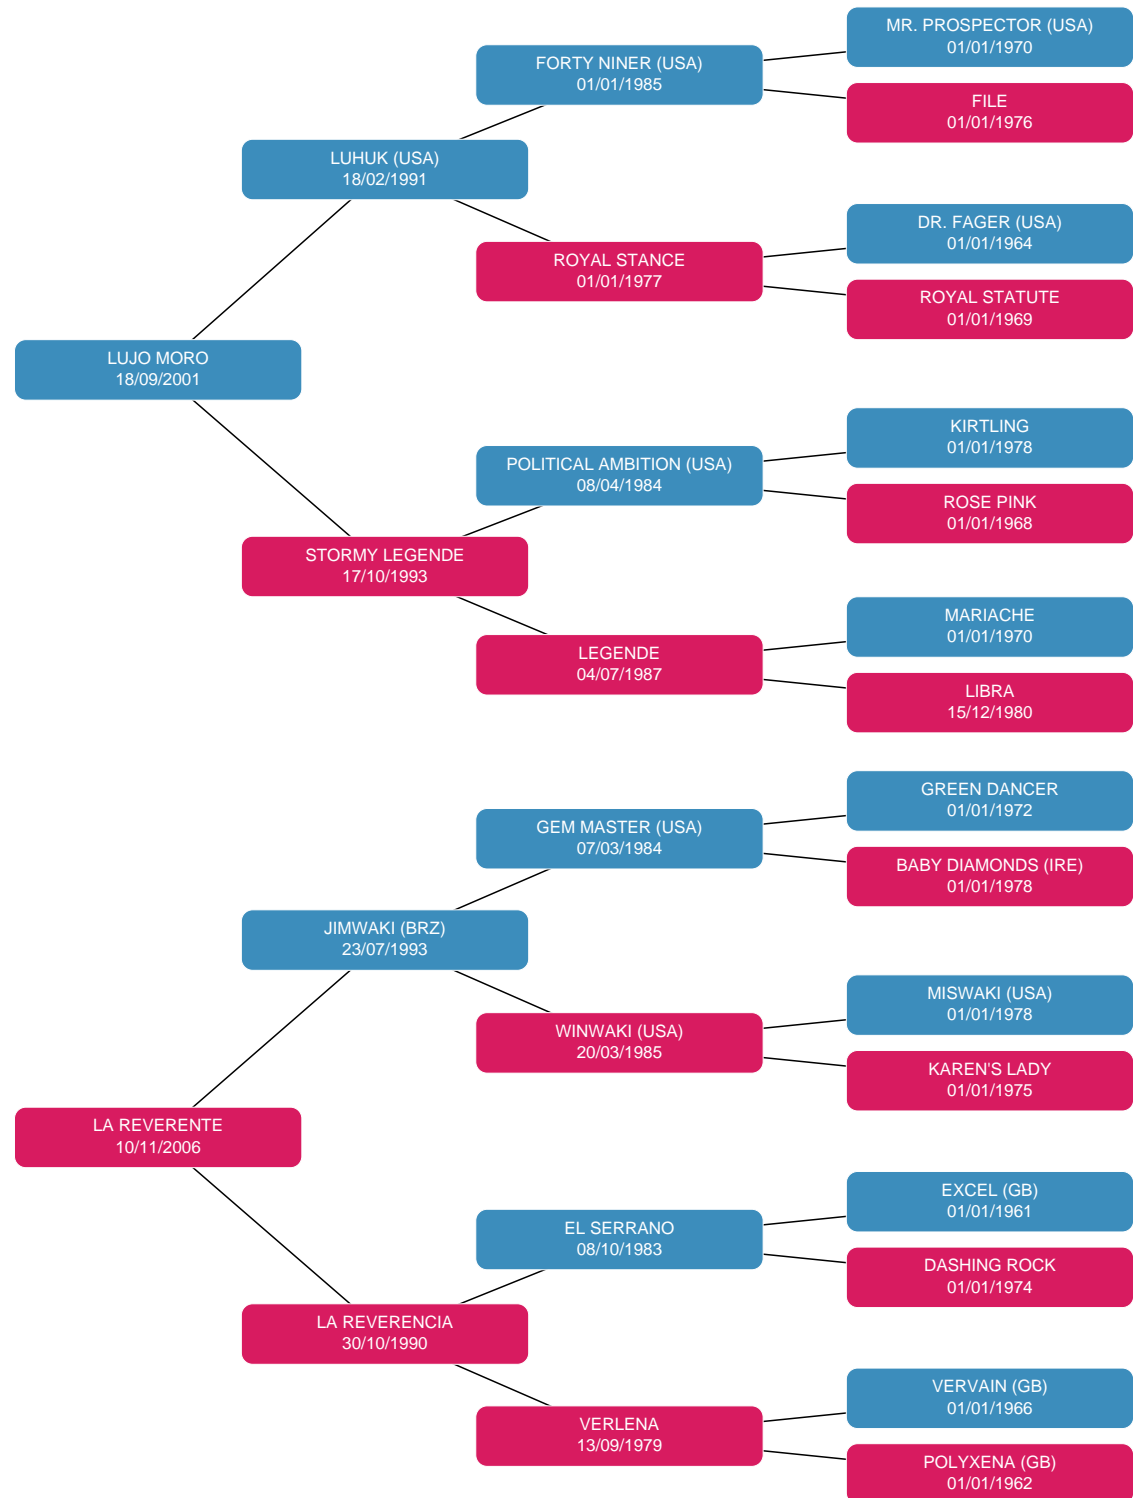 MR. PROSPECTOR (USA)
01/01/1970
FORTY NINER (USA)
01/01/1985
FILE
01/01/1976
LUHUK (USA)
18/02/1991
DR. FAGER (USA)
01/01/1964
ROYAL STANCE
01/01/1977
ROYAL STATUTE
01/01/1969
LUJO MORO
18/09/2001
KIRTLING
01/01/1978
POLITICAL AMBITION (USA)
08/04/1984
ROSE PINK
01/01/1968
STORMY LEGENDE
17/10/1993
MARIACHE
01/01/1970
LEGENDE
04/07/1987
LIBRA
15/12/1980
GREEN DANCER
01/01/1972
GEM MASTER (USA)
07/03/1984
BABY DIAMONDS (IRE)
01/01/1978
JIMWAKI (BRZ)
23/07/1993
MISWAKI (USA)
01/01/1978
WINWAKI (USA)
20/03/1985
KAREN'S LADY
01/01/1975
LA REVERENTE
10/11/2006
EXCEL (GB)
01/01/1961
EL SERRANO
08/10/1983
DASHING ROCK
01/01/1974
LA REVERENCIA
30/10/1990
VERVAIN (GB)
01/01/1966
VERLENA
13/09/1979
POLYXENA (GB)
01/01/1962